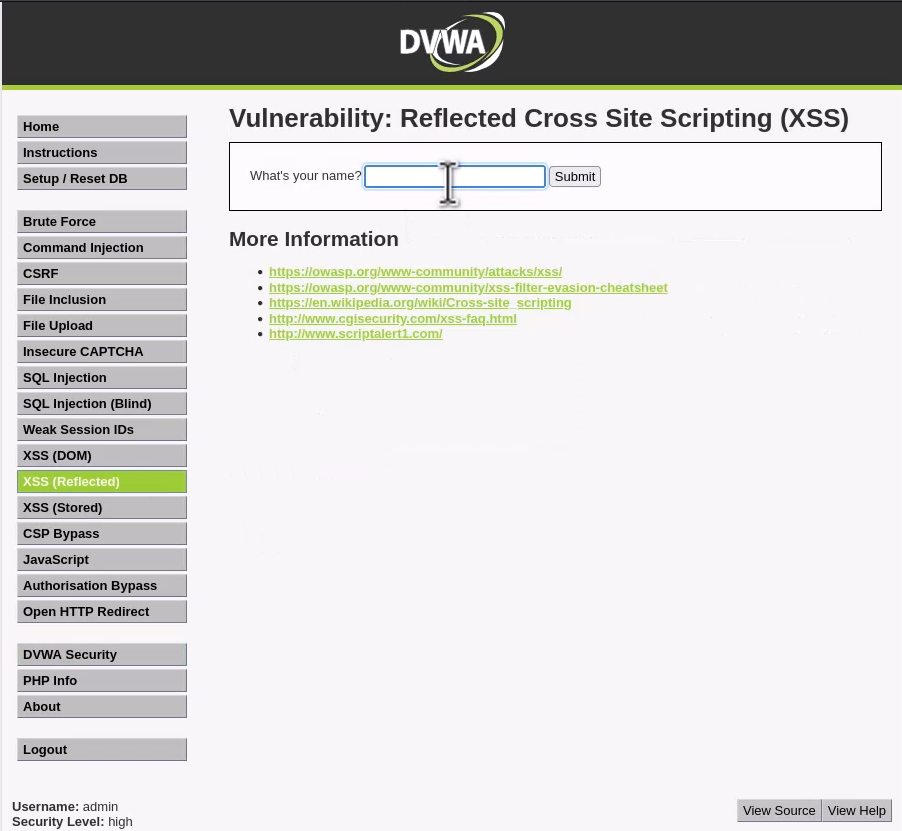 DVWA
Home
Instructions
Setup / Reset DB
Brute Force
Command Injection
CSRF
File Inclusion
File Upload
Insecure CAPTCHA
SQL Injection
SQL Injection (Blind)
Weak Session IDs
XSS (DOM)
XSS (Reflected)
XSS (Stored)
CSP Bypass
JavaScript
Authorisation Bypass
Open HTTP Redirect
DVWA Security
PHP Info
About
Logout
Vulnerability: Reflected Cross Site Scripting (XSS)
What's your name? Submit
More Information
https://owasp.org/www-community/attacks/xss/
https://owasp.org/www-community/xss-filter-evasion-cheatsheet
https://en.wikipedia.org/wiki/Cross-site_scripting
http://www.cgisecurity.com/xss-faq.html
http://www.scriptalert1.com/
Username: admin
Security Level: high
View Source View Help